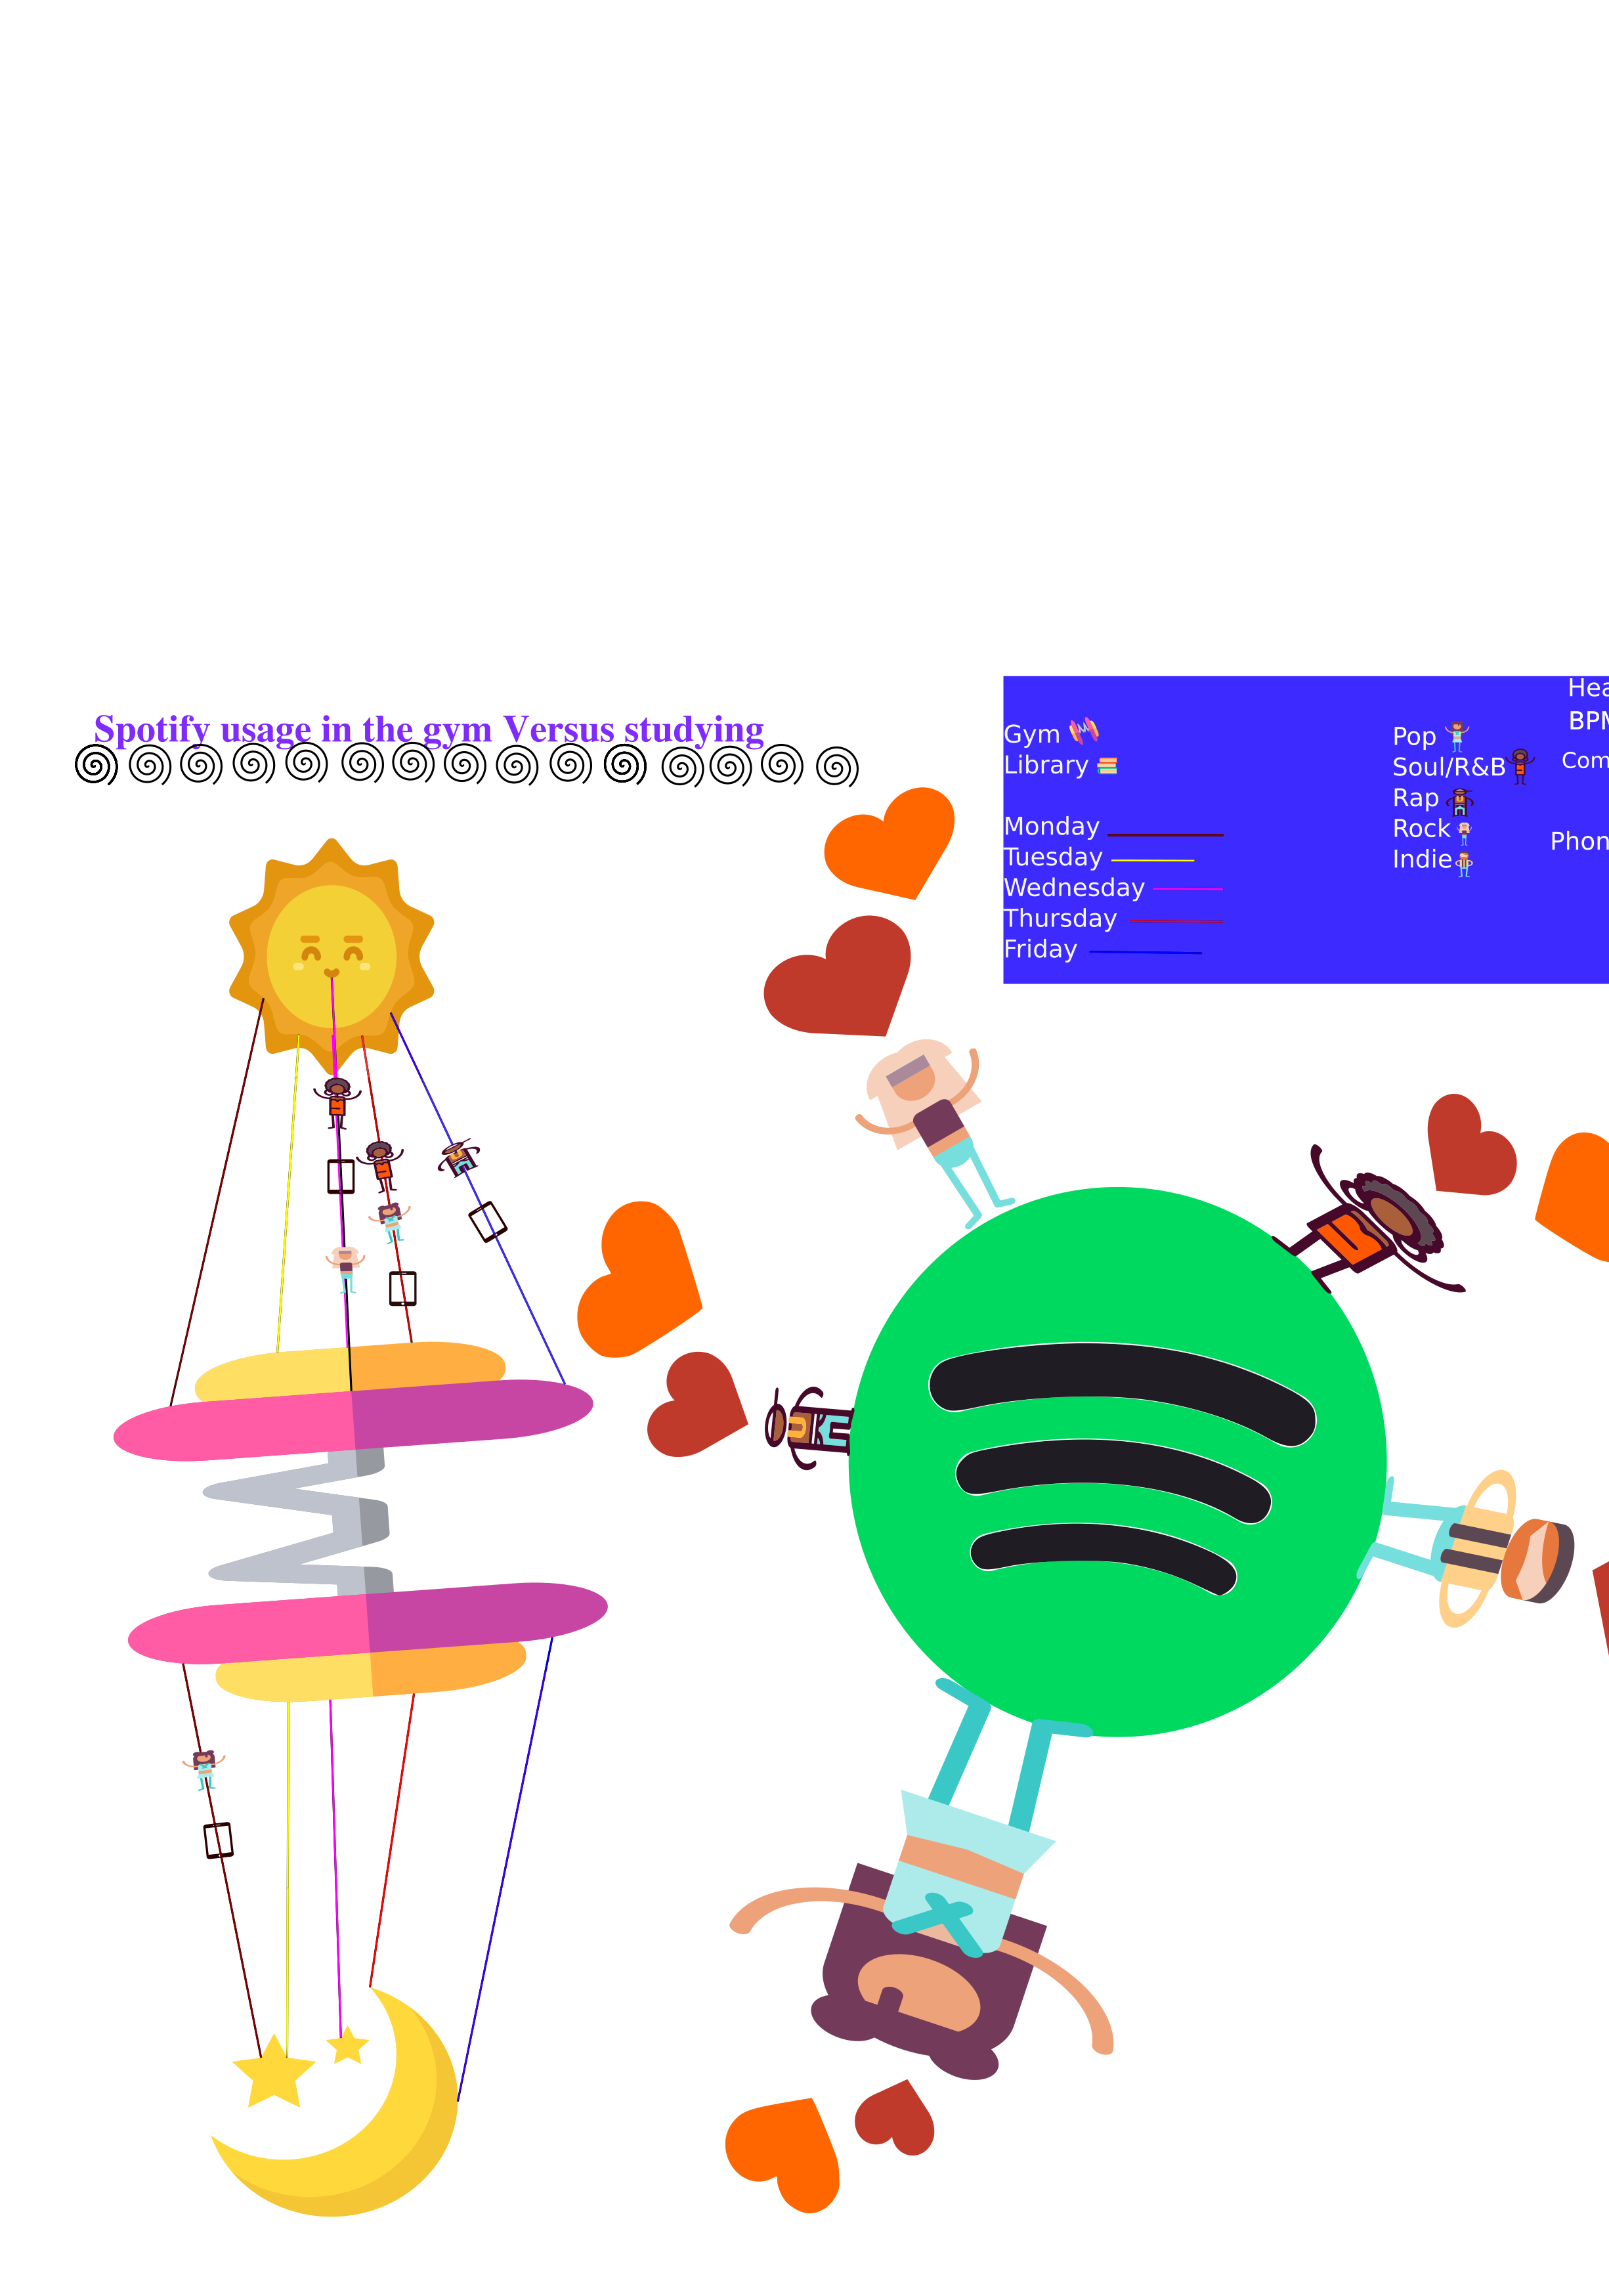 Spotify usage in the gym Versus studying
Gym
Library
Monday
Tuesday
Wednesday
Thursday
Friday
Pop
Soul/R&B
Rap
Rock
Indie
Hea
BPM
Com
Phon